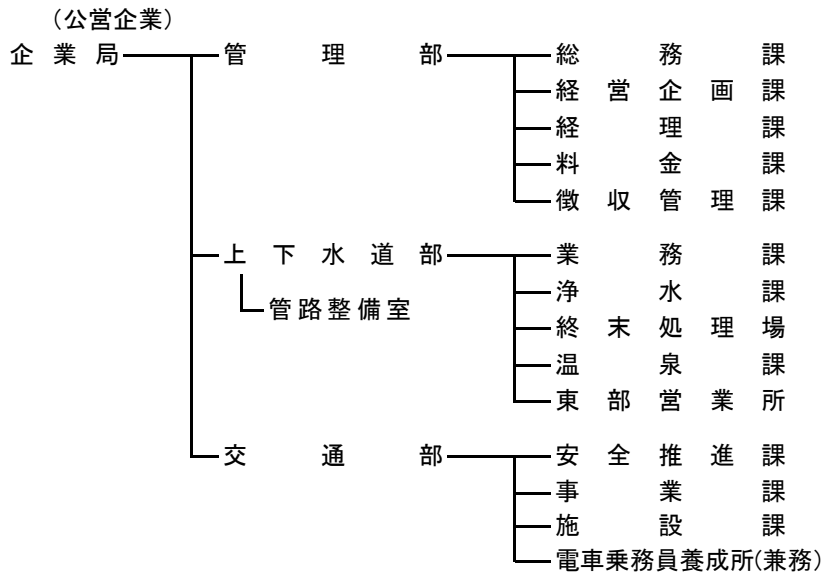 （公営企業）
企業局 管理部 総務課
経営企画課
経理課
料金課
徴収管理課
上下水道部 業務課
浄水課
管路整備室
終末処理場
温泉課
東部営業所
交通部 安全推進課
事業課
施設課
電車乗務員養成所(兼務)